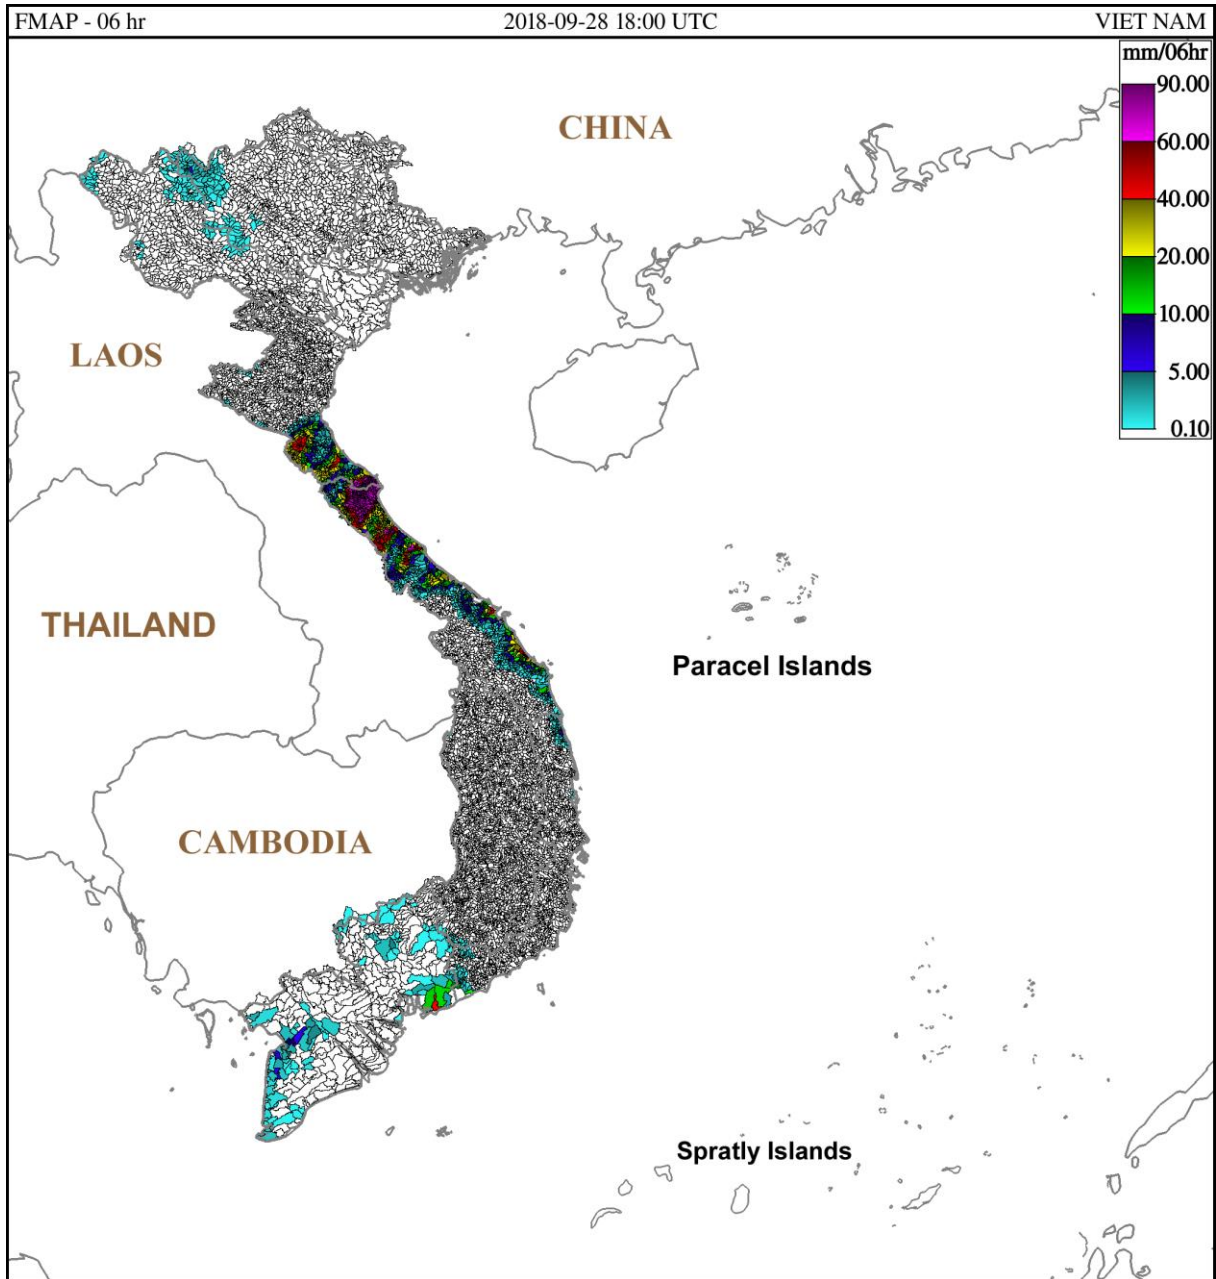 FMAP - 06 hr
2018-09-28 18:00 UTC
VIET NAM
mm/06hr
90.00
60.00
40.00
20.00
10.00
5.00
0.10
CHINA
LAOS
THAILAND
Paracel Islands
CAMBODIA
Spratly Islands